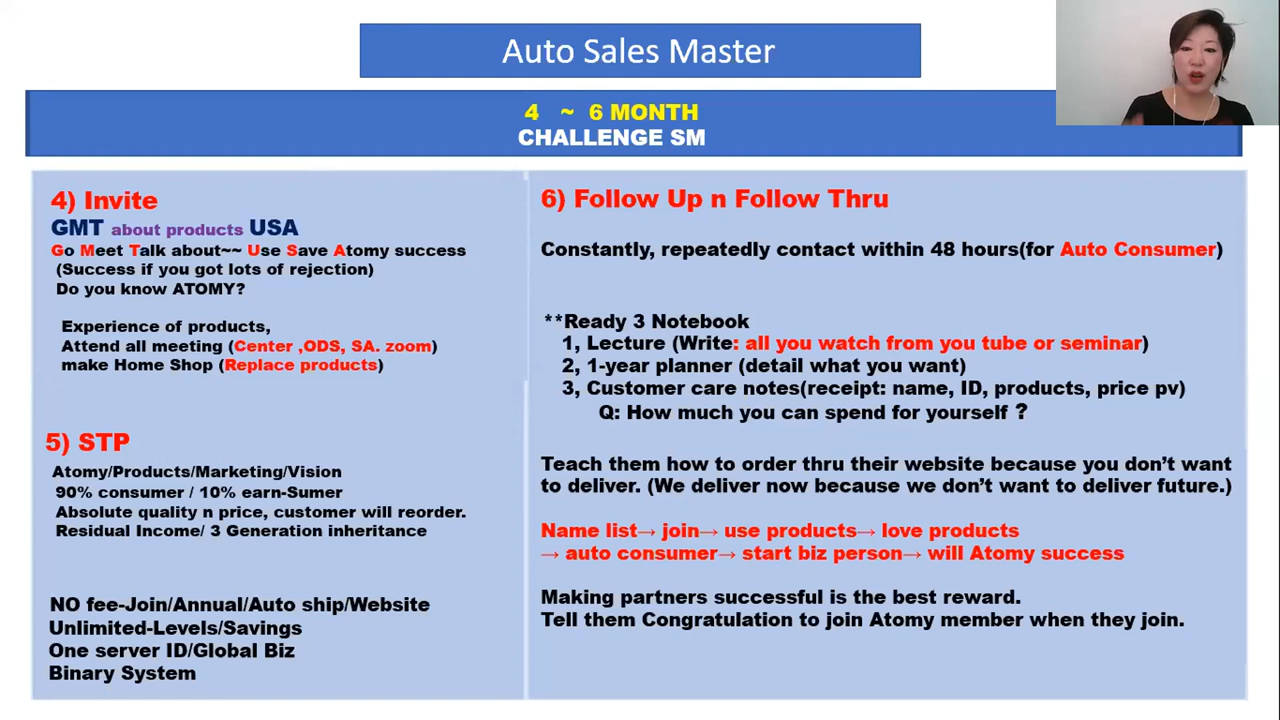 Auto Sales Master
4 ~ 6 MONTH
CHALLENGE SM
4) Invite
GMT about products USA
Go Meet Talk about~~ Use Save Atomy success
(Success if you got lots of rejection)
Do you know ATOMY?
Experience of products,
Attend all meeting (Center ,ODS, SA. zoom)
make Home Shop (Replace products)
5) STP
Atomy/Products/Marketing/Vision
90% consumer / 10% earn-Sumer
Absolute quality n price, customer will reorder.
Residual Income/ 3 Generation inheritance
NO fee-Join/Annual/Auto ship/Website
Unlimited-Levels/Savings
One server ID/Global Biz
Binary System
6) Follow Up n Follow Thru
Constantly, repeatedly contact within 48 hours(for Auto Consumer)
**Ready 3 Notebook
1, Lecture (Write: all you watch from you tube or seminar)
2, 1-year planner (detail what you want)
3, Customer care notes(receipt: name, ID, products, price pv)
Q: How much you can spend for yourself ?
Teach them how to order thru their website because you don't want
to deliver. (We deliver now because we don't want to deliver future.)
Name list→ join→ use products→ love products
→ auto consumer→ start biz person→ will Atomy success
Making partners successful is the best reward.
Tell them Congratulation to join Atomy member when they join.